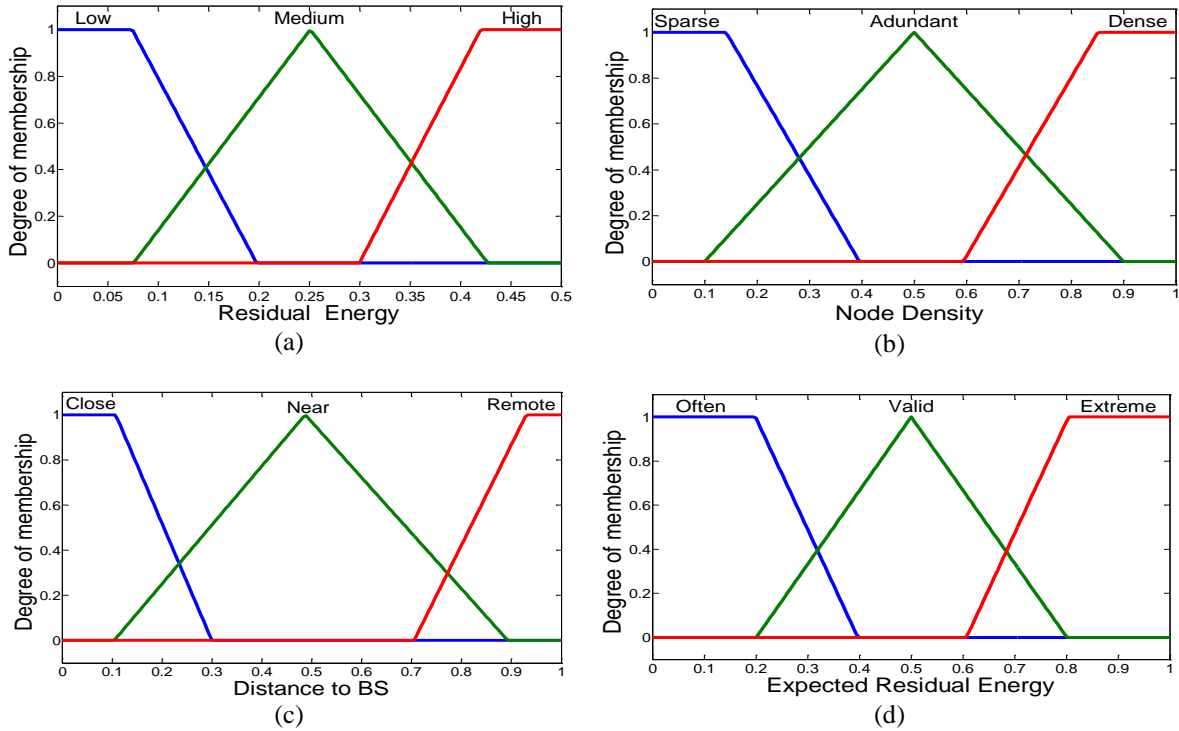 Low Medium High
1
0.8
0.6
0.4
0.2
0
Degree of membership
0 0.05 0.1 0.15 0.2 0.25 0.3 0.35 0.4 0.45 0.5
Residual Energy
(a)
Sparse Adundant Dense
1
0.8
0.6
0.4
0.2
0
Degree of membership
0 0.1 0.2 0.3 0.4 0.5 0.6 0.7 0.8 0.9 1
Node Density
(b)
Close Near Remote
1
0.8
0.6
0.4
0.2
0
Degree of membership
0 0.1 0.2 0.3 0.4 0.5 0.6 0.7 0.8 0.9 1
Distance to BS
(c)
Often Valid Extreme
1
0.8
0.6
0.4
0.2
0
Degree of membership
0 0.1 0.2 0.3 0.4 0.5 0.6 0.7 0.8 0.9 1
Expected Residual Energy
(d)